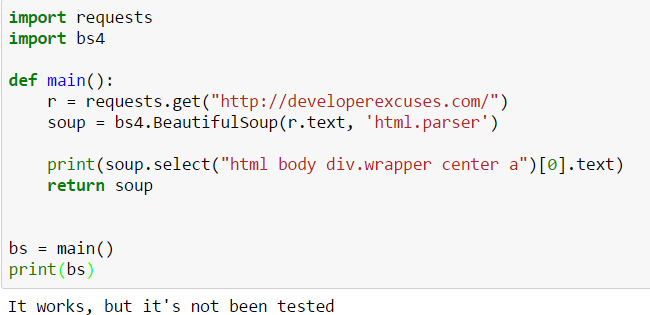 import requests
import bs4
def main():
    r = requests.get("http://developerexcuses.com/")
    soup = bs4.BeautifulSoup(r.text, 'html.parser')
    print(soup.select("html body div.wrapper center a")[0].text)
    return soup
bs = main()
print(bs)
It works, but it's not been tested